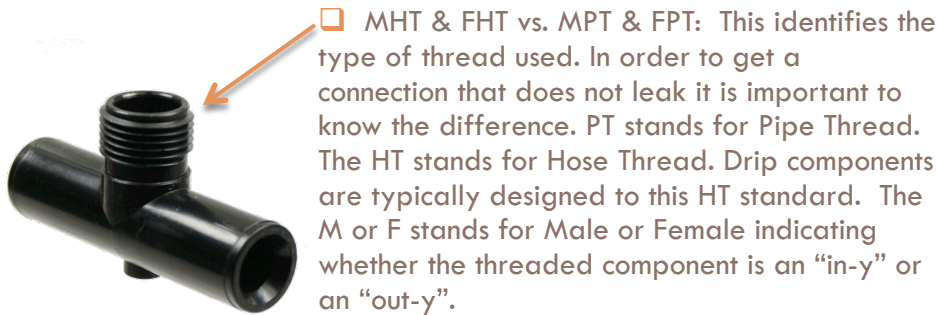 ❑ MHT & FHT vs. MPT & FPT: This identifies the
type of thread used. In order to get a
connection that does not leak it is important to
know the difference. PT stands for Pipe Thread.
The HT stands for Hose Thread. Drip components
are typically designed to this HT standard. The
M or F stands for Male or Female indicating
whether the threaded component is an “in-y” or
an “out-y”.